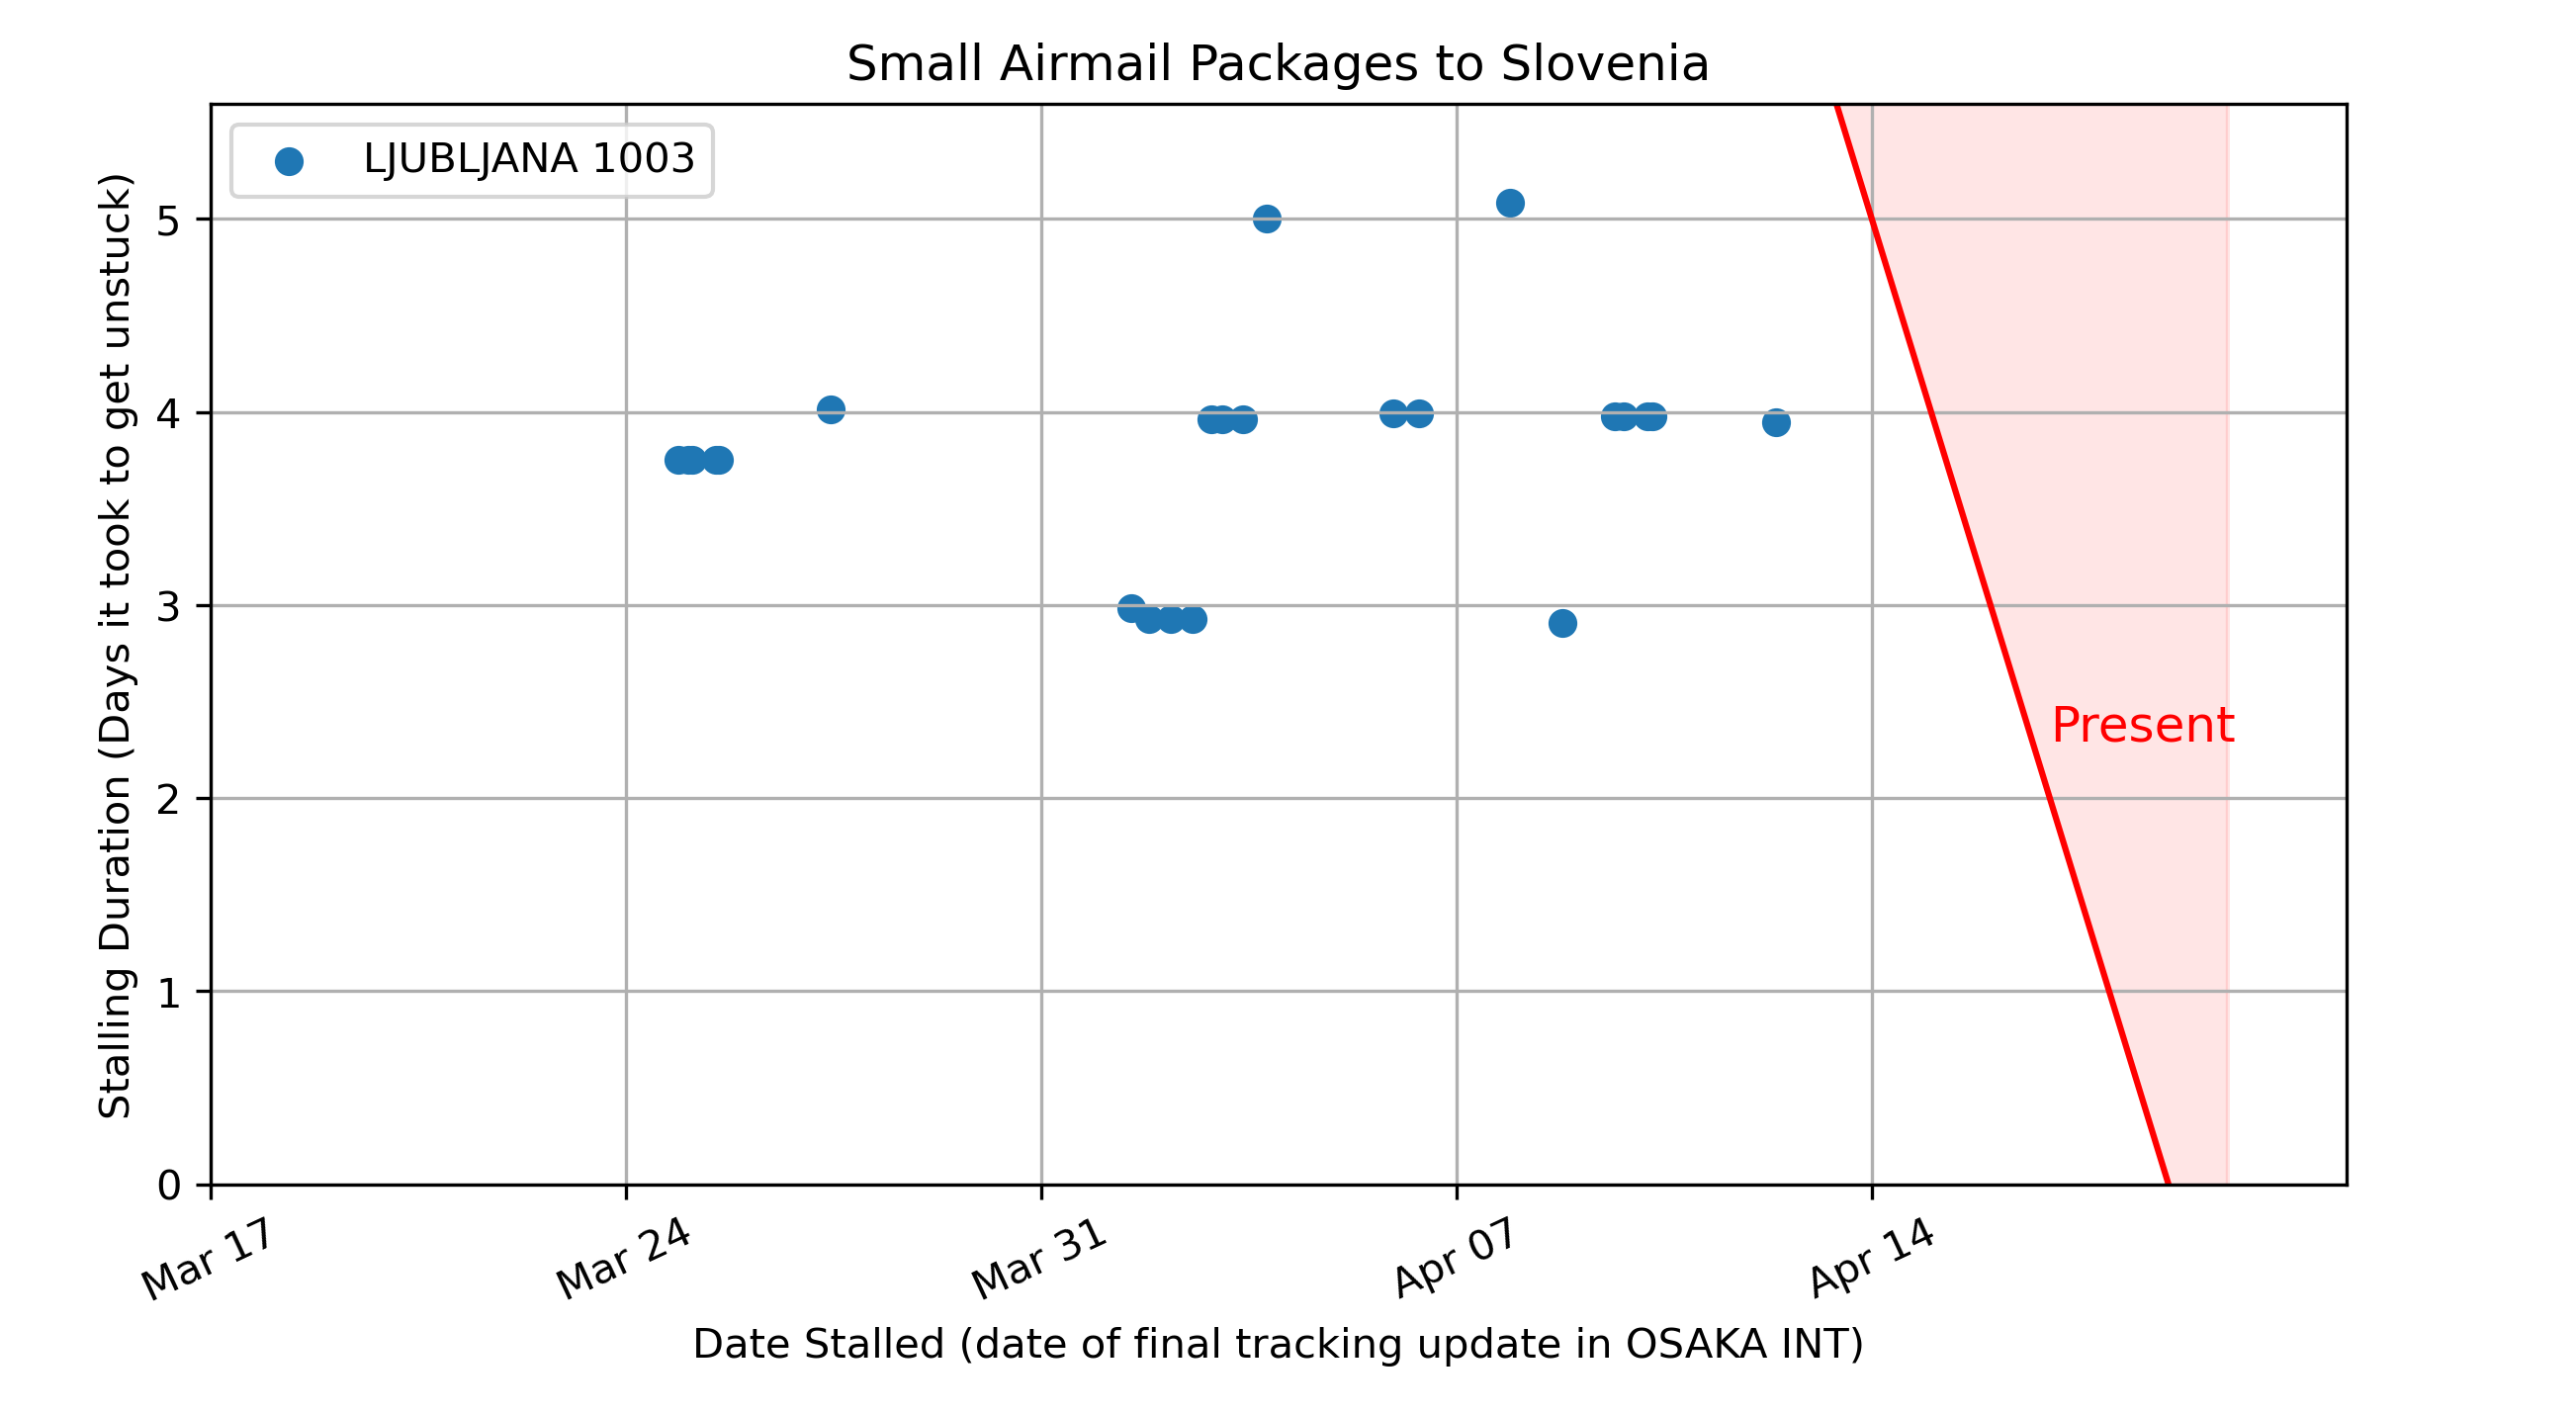 Small Airmail Packages to Slovenia
LJUBLJANA 1003
Stalling Duration (Days it took to get unstuck)
5
4
3
2
1
0
Present
Mar 17
Mar 24
Mar 31
Apr 07
Apr 14
Date Stalled (date of final tracking update in OSAKA INT)